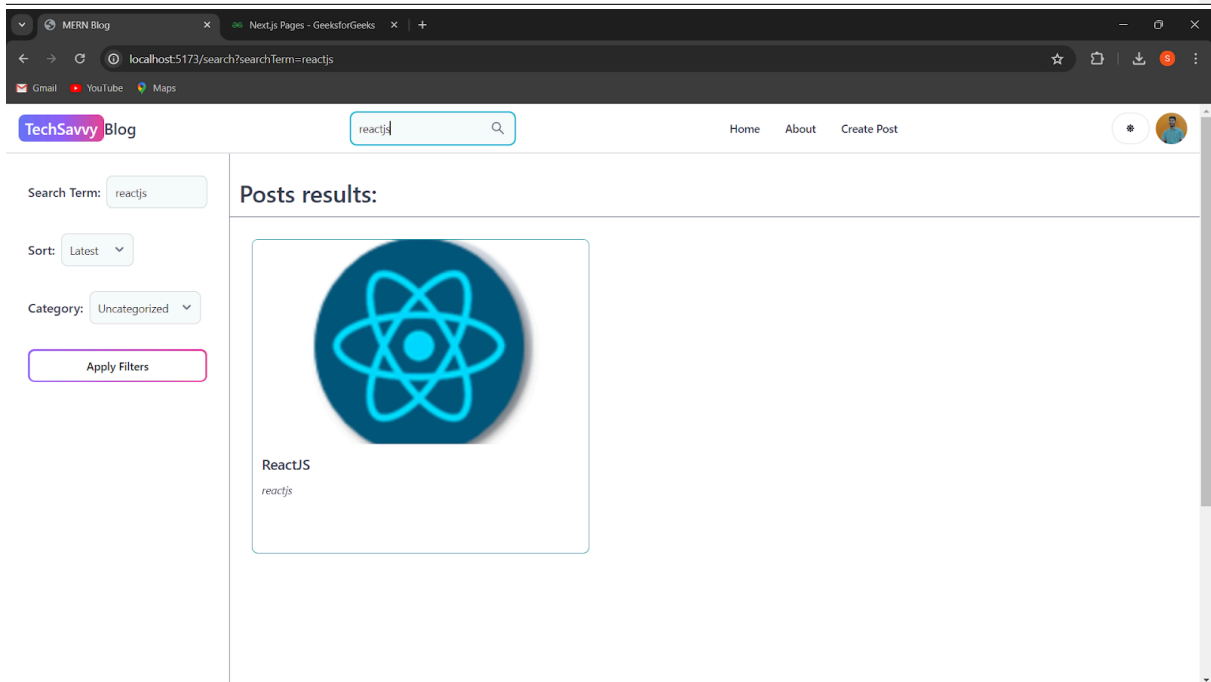 MERN Blog
Next.js Pages - GeeksforGeeks
localhost:5173/search?searchTerm=reactjs
S
Gmail YouTube Maps
TechSavvy Blog
reactjs
Home About Create Post
Search Term: reactjs
Sort: Latest
Category: Uncategorized
Apply Filters
Posts results:
ReactJS
reactjs